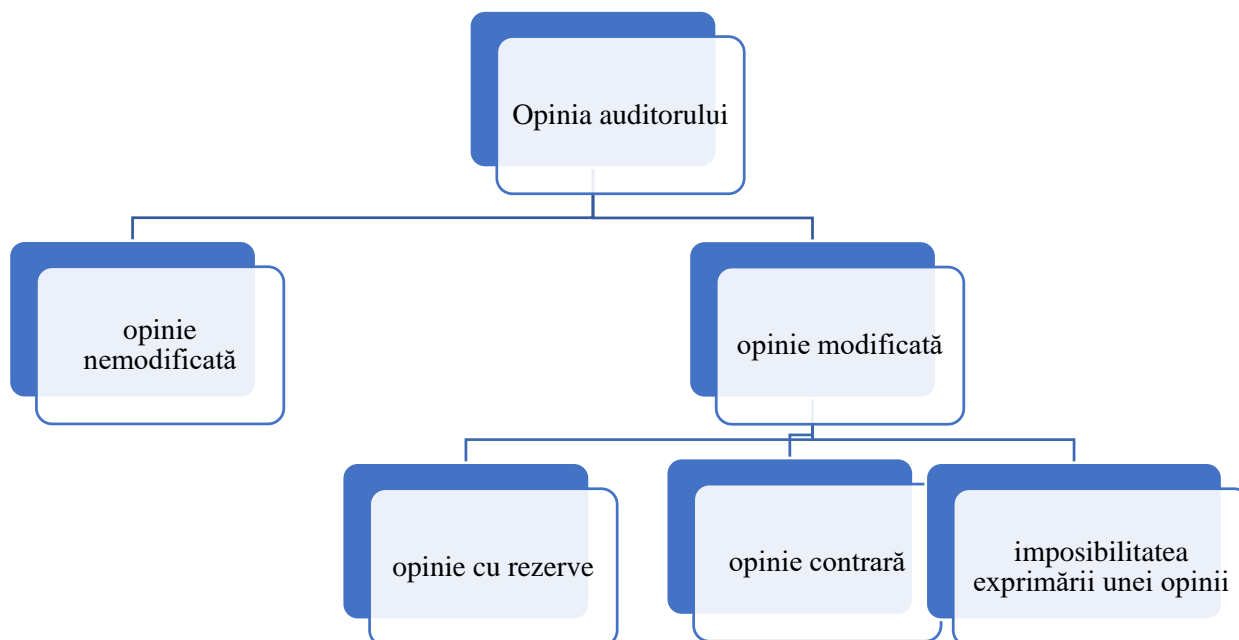 Opinia auditorului
opinie
nemodificată
opinie modificată
opinie cu rezerve
opinie contrară
imposibilitatea
exprimării unei opinii